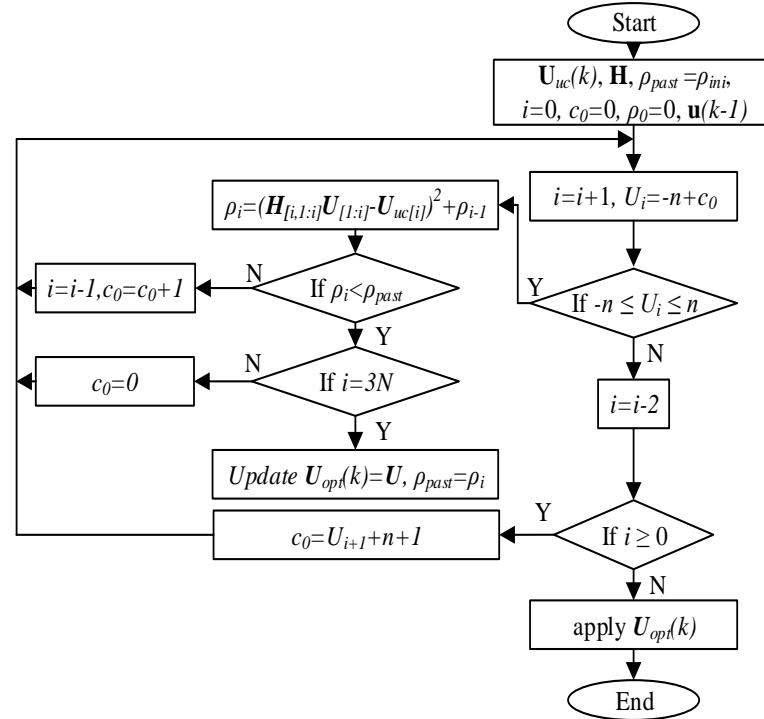 Start
U_uc(k), H, ρ_past=ρ_ini,
i=0, c_0=0, ρ_0=0, u(k-1)
i=i+1, U_i=-n+c_0
ρ_i=(H_[i,1:i]U_[1:i]-U_uc[i])^2+ρ_i-1
If -n ≤ U_i ≤ n
Y
N
If ρ_i<ρ_past
N
Y
i=i-1,c_0=c_0+1
If i=3N
N
Y
c_0=0
Update U_opt(k)=U, ρ_past=ρ_i
i=i-2
If i ≥ 0
Y
N
c_0=U_i+1+n+1
apply U_opt(k)
End